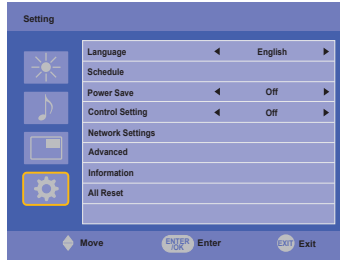 Setting
Language English
Schedule
Power Save Off
Control Setting Off
Network Settings
Advanced
Information
All Reset
Move ENTER /OK Enter EXIT Exit